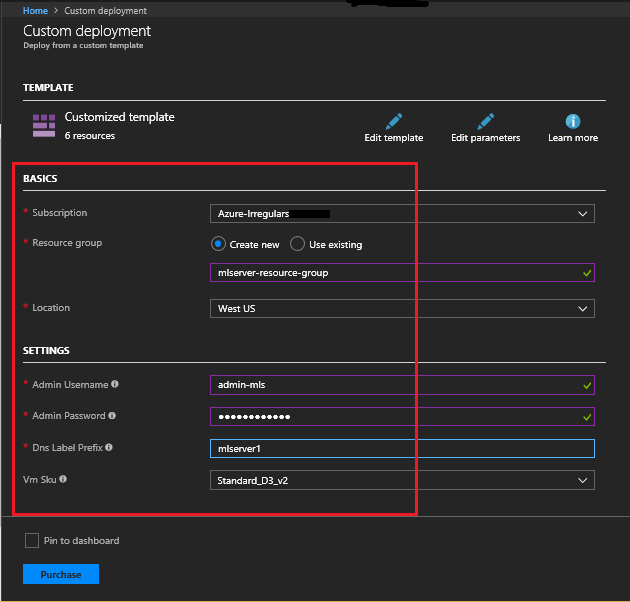 Home > Custom deployment
Custom deployment
Deploy from a custom template
TEMPLATE
Customized template
6 resources
Edit template
Edit parameters
Learn more
BASICS
* Subscription
Azure-Irregulars
* Resource group
Create new
Use existing
mlserver-resource-group
* Location
West US
SETTINGS
* Admin Username
admin-mls
* Admin Password
●●●●●●●●●●●●
* Dns Label Prefix
mlserver1
Vm Sku
Standard_D3_v2
Pin to dashboard
Purchase